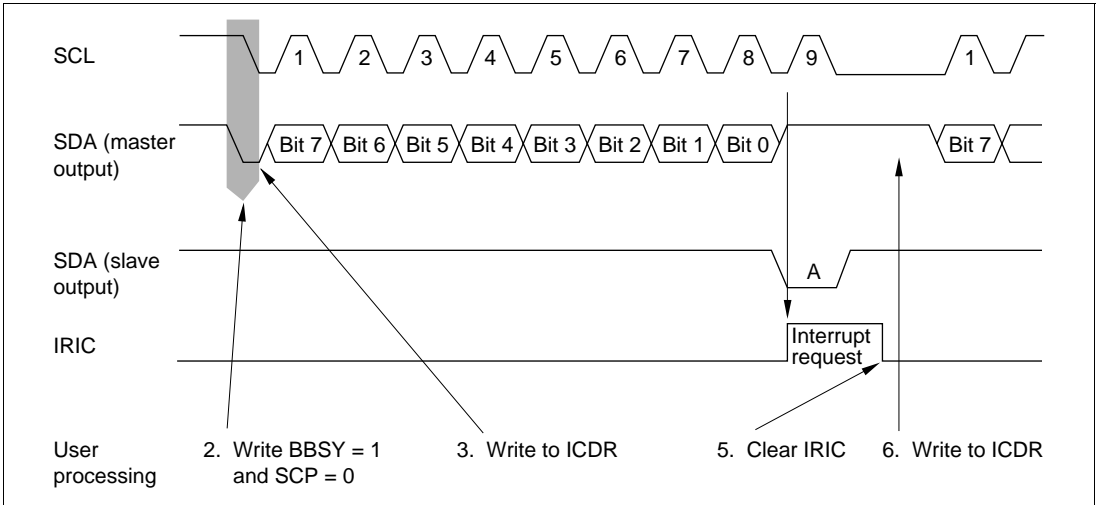 SCL
1 2 3 4 5 6 7 8 9 1
SDA (master
output)
Bit 7 Bit 6 Bit 5 Bit 4 Bit 3 Bit 2 Bit 1 Bit 0 Bit 7
SDA (slave
output)
A
IRIC
Interrupt
request
User
processing
2. Write BBSY = 1
and SCP = 0
3. Write to ICDR
5. Clear IRIC
6. Write to ICDR